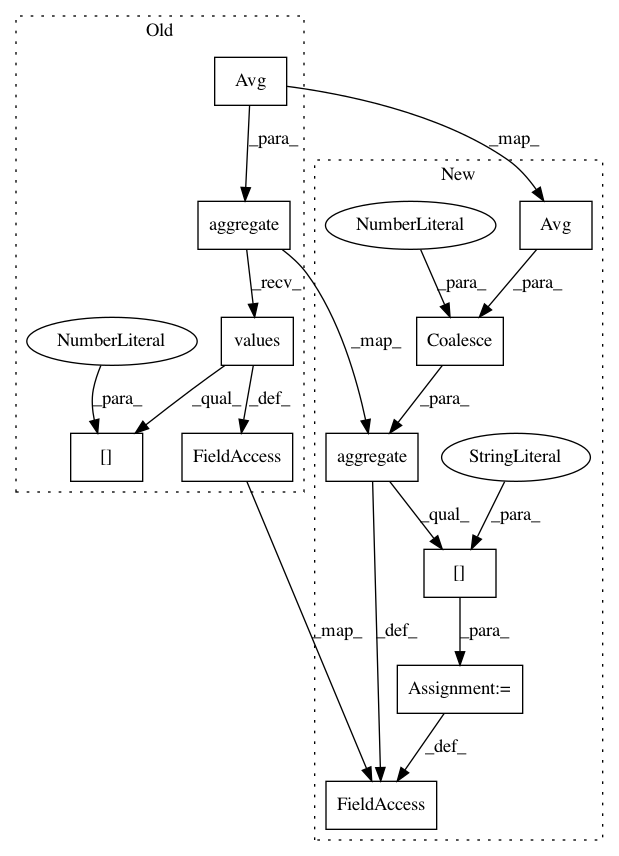 Old
Avg
_para_
_map_
New
aggregate
NumberLiteral
Avg
_recv_
_para_
_para_
NumberLiteral
values
_map_
Coalesce
_para_
_qual_
_def_
_para_
[]
FieldAccess
aggregate
StringLiteral
_qual_
_para_
[]
_map_
_def_
_para_
Assignment:=
_def_
FieldAccess